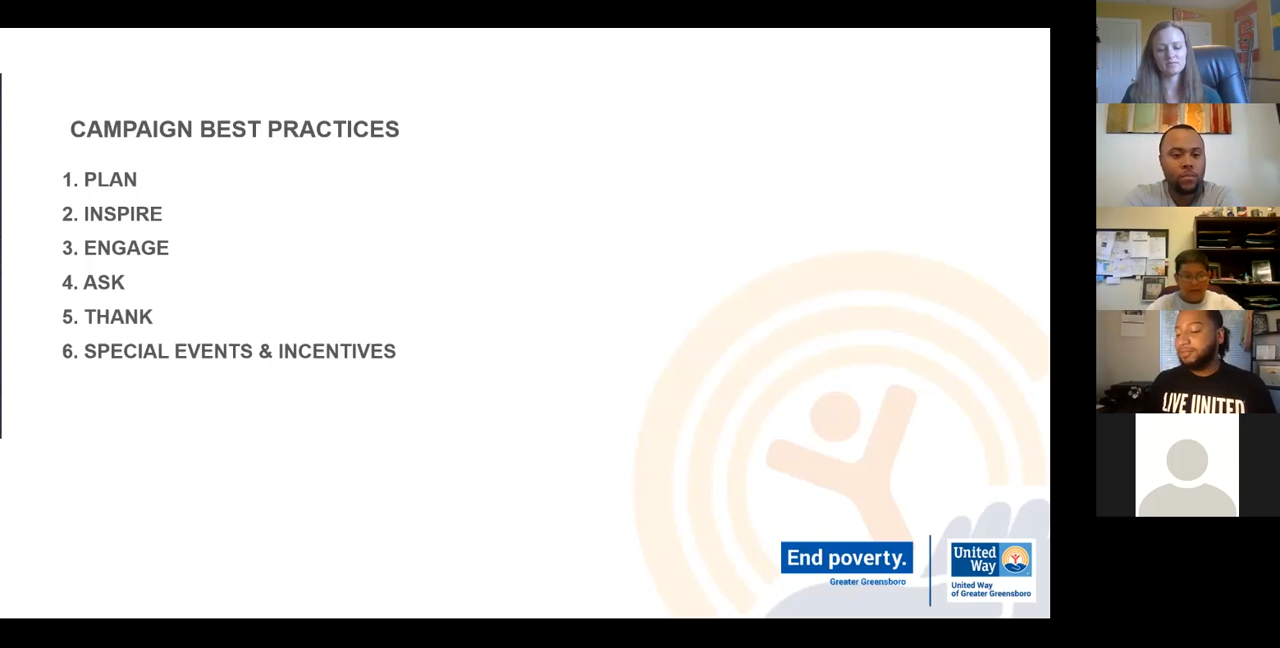 CAMPAIGN BEST PRACTICES
1. PLAN
2. INSPIRE
3. ENGAGE
4. ASK
5. THANK
6. SPECIAL EVENTS & INCENTIVES
End poverty.
Greater Greensboro
United
Way
United Way
of Greater Greensboro
LIVE UNITED